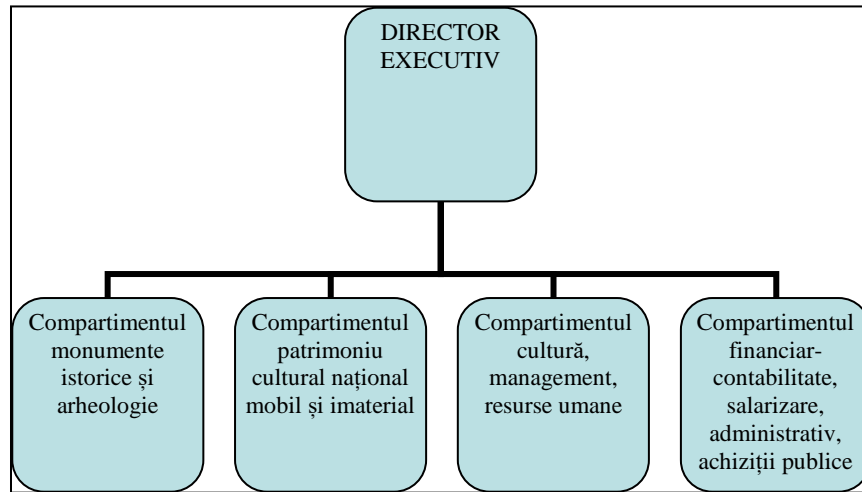 DIRECTOR
EXECUTIV
Compartimentul
monumente
istorice și
arheologie
Compartimentul
patrimoniu
cultural național
mobil și imaterial
Compartimentul
cultură,
management,
resurse umane
Compartimentul
financiar-
contabilitate,
salarizare,
administrativ,
achiziții publice